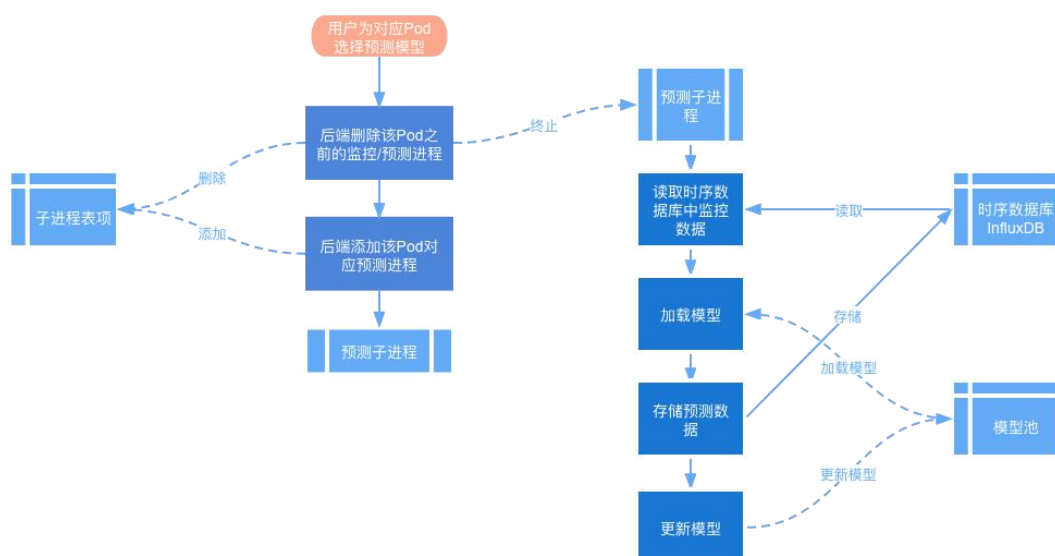 用户为对应Pod
选择预测模型
后端删除该Pod之
前的监控/预测进程
删除
终止
子进程表项
添加
后端添加该Pod对
应预测进程
预测子进程
预测子进
程
读取时序数
据库中监控
数据
读取
时序数据库
InfluxDB
加载模型
存储
加载模型
存储预测数
据
模型池
更新模型
更新模型